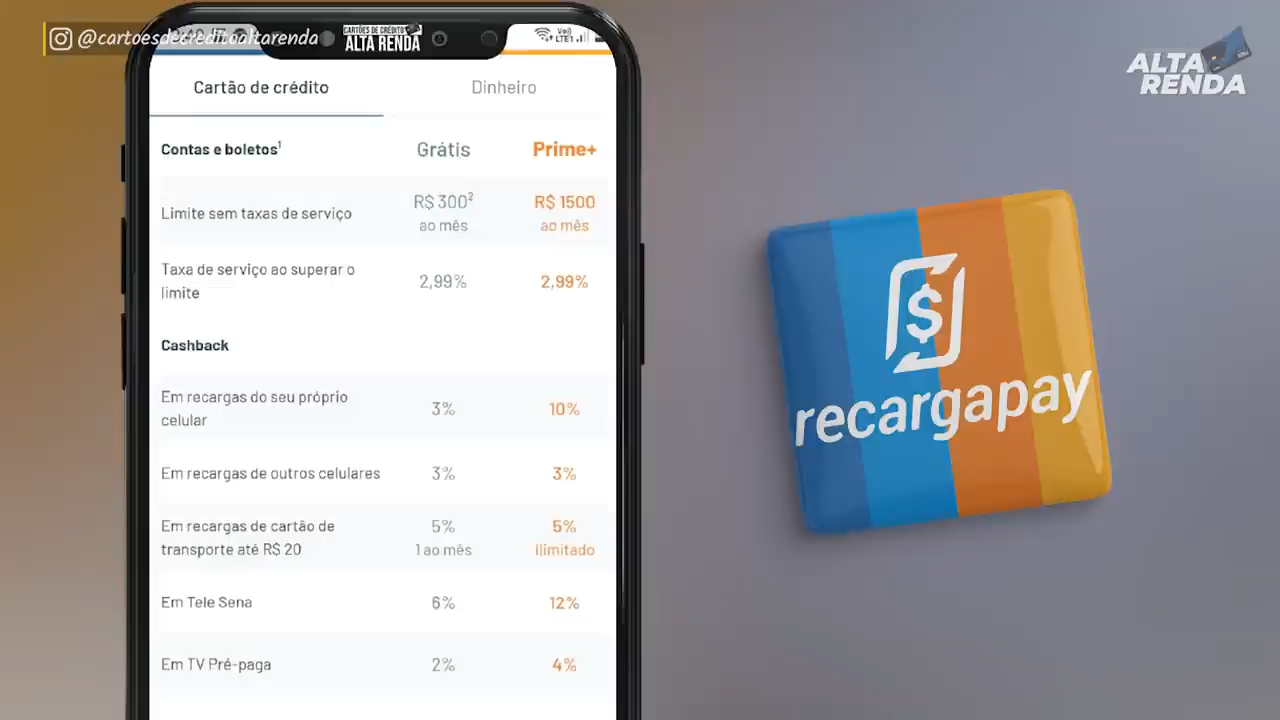 @cartoesdecreditoaltarenda
CARTÕES DE CRÉDITO
ALTA RENDA
ALTA
RENDA
Cartão de crédito Dinheiro
Contas e boletos¹ Grátis Prime+
Limite sem taxas de serviço R$ 300² ao mês R$ 1500 ao mês
Taxa de serviço ao superar o
limite 2,99% 2,99%
Cashback
Em recargas do seu próprio
celular 3% 10%
Em recargas de outros celulares 3% 3%
Em recargas de cartão de
transporte até R$ 20 5% 1 ao mês 5% ilimitado
Em Tele Sena 6% 12%
Em TV Pré-paga 2% 4%
$
recargapay